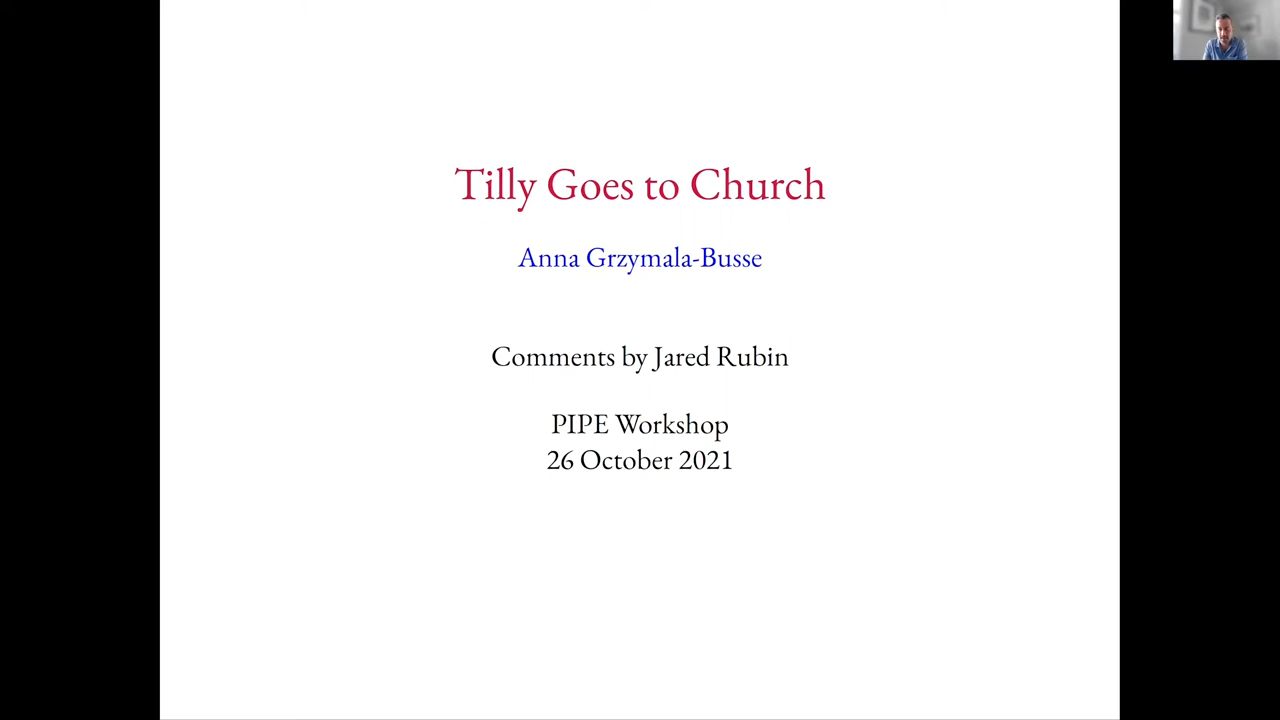 Tilly Goes to Church
Anna Grzymala-Busse
Comments by Jared Rubin
PIPE Workshop
26 October 2021